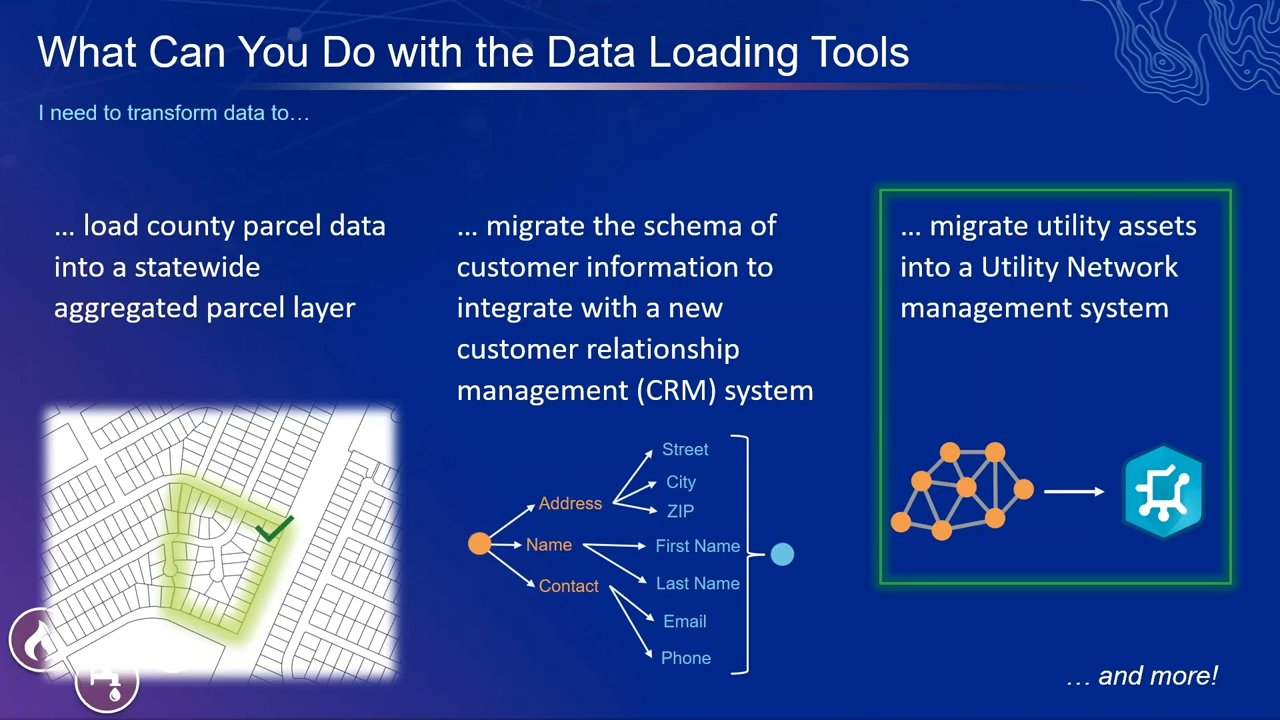 What Can You Do with the Data Loading Tools
I need to transform data to…
… load county parcel data
into a statewide
aggregated parcel layer
… migrate the schema of
customer information to
integrate with a new
customer relationship
management (CRM) system
Address
Name
Contact
Street
City
ZIP
First Name
Last Name
Email
Phone
… migrate utility assets
into a Utility Network
management system
… and more!